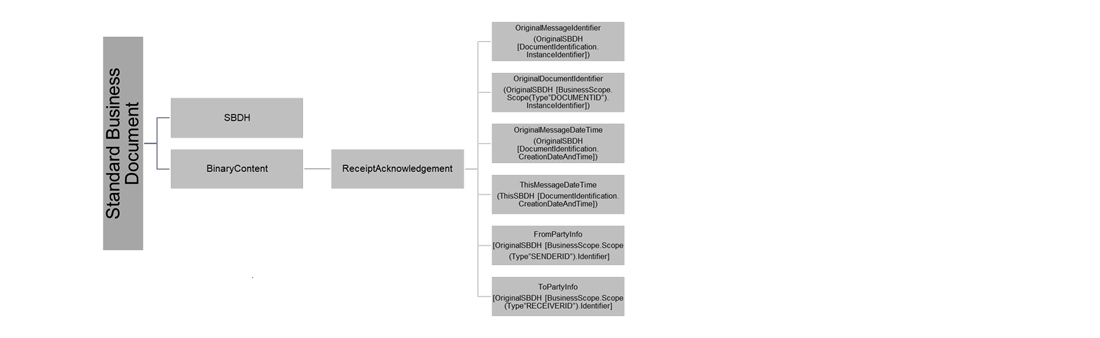 Standard Business
Document
SBDH
BinaryContent
ReceiptAcknowledgement
OriginalMessageIdentifier
(OriginalSBDH
[DocumentIdentification.
InstanceIdentifier])
OriginalDocumentIdentifier
(OriginalSBDH [BusinessScope.
Scope(Type"DOCUMENTID").
InstanceIdentifier])
OriginalMessageDateTime
(OriginalSBDH
[DocumentIdentification.
CreationDateAndTime])
ThisMessageDateTime
(ThisSBDH [DocumentIdentification.
CreationDateAndTime])
FromPartyInfo
[OriginalSBDH [BusinessScope.Scope
(Type"SENDERID").Identifier]
ToPartyInfo
[OriginalSBDH [BusinessScope.Scope
(Type"RECEIVERID").Identifier]